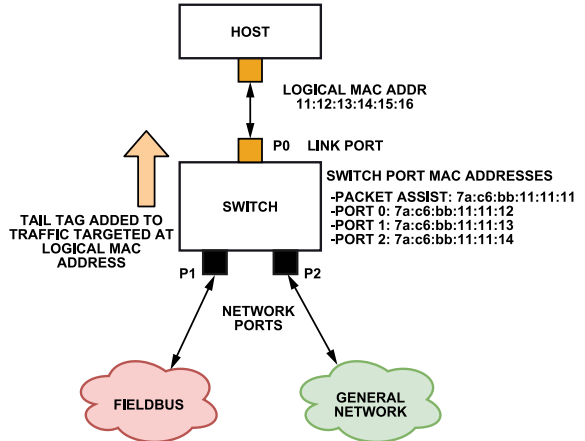 HOST
LOGICAL MAC ADDR
11:12:13:14:15:16
P0 LINK PORT
SWITCH PORT MAC ADDRESSES
-PACKET ASSIST: 7a:c6:bb:11:11:11
-PORT 0: 7a:c6:bb:11:11:12
-PORT 1: 7a:c6:bb:11:11:13
-PORT 2: 7a:c6:bb:11:11:14
SWITCH
TAIL TAG ADDED TO
TRAFFIC TARGETED AT
LOGICAL MAC
ADDRESS
P1
P2
NETWORK
PORTS
FIELDBUS
GENERAL
NETWORK